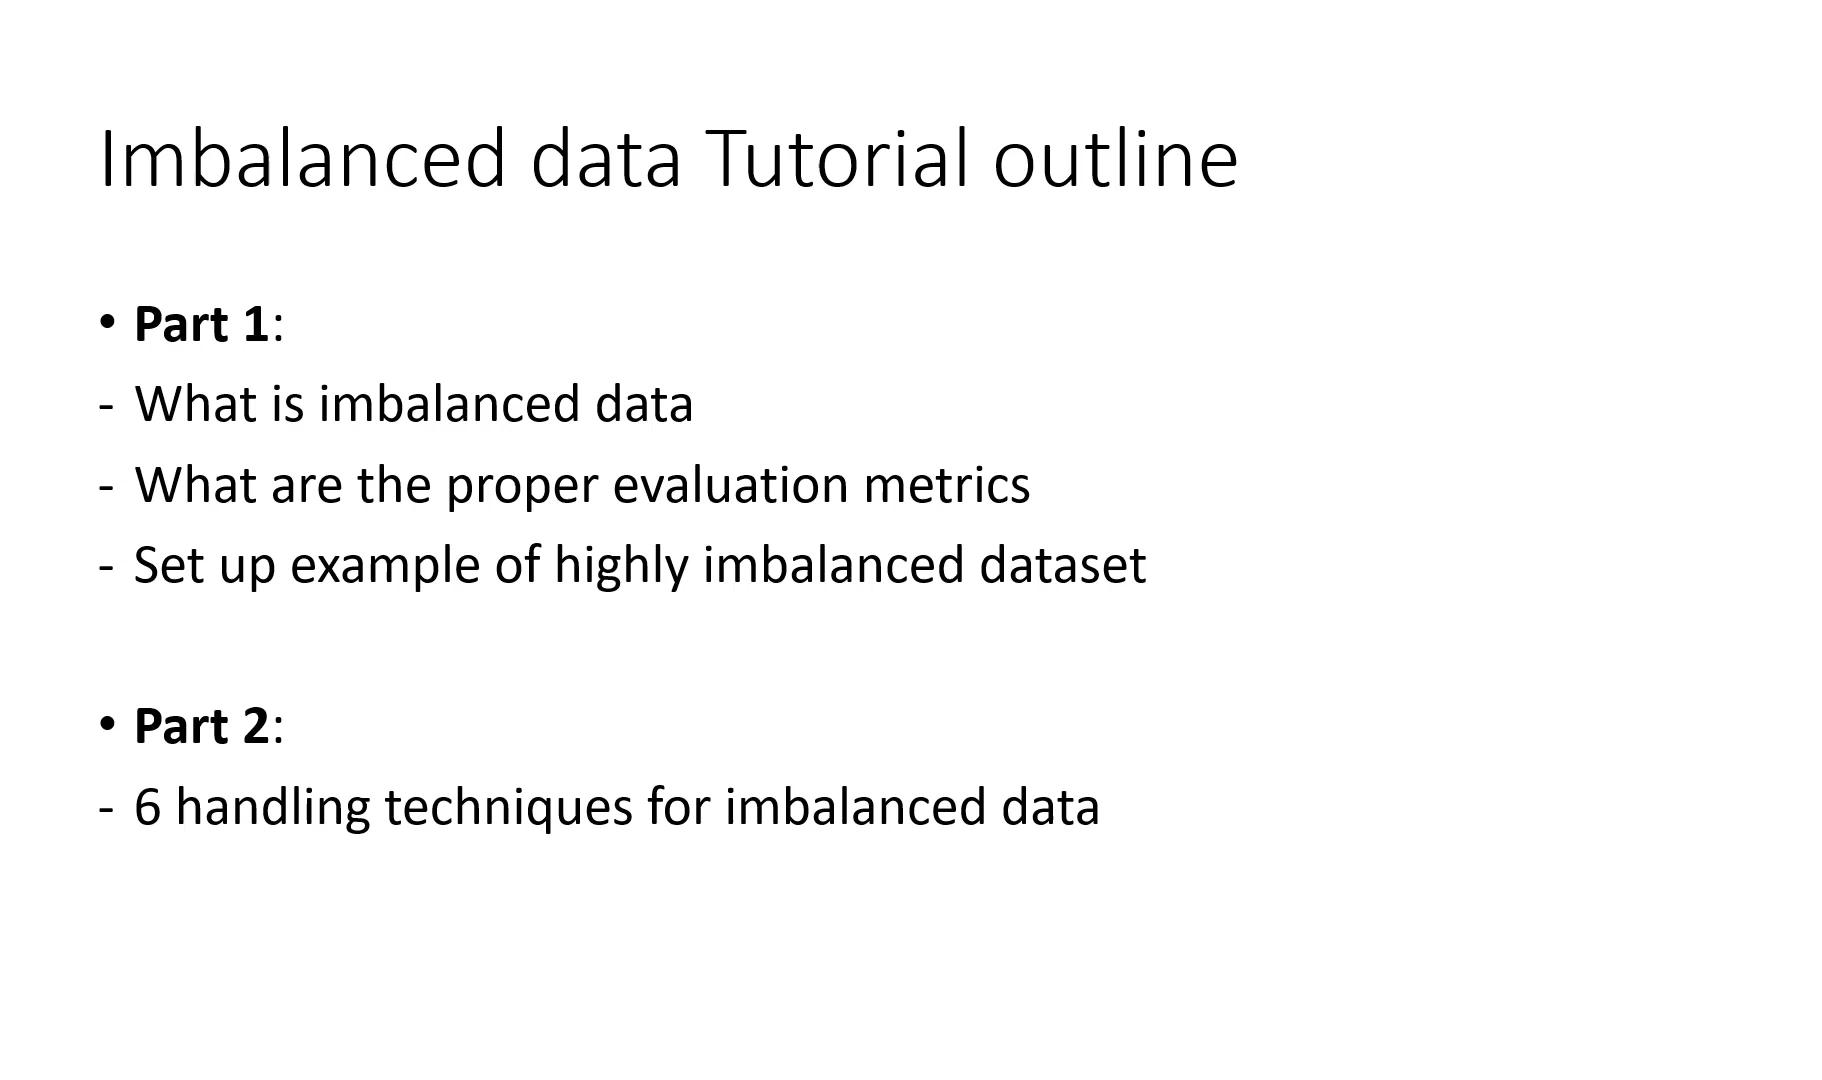 Imbalanced data Tutorial outline
• Part 1:
- What is imbalanced data
- What are the proper evaluation metrics
- Set up example of highly imbalanced dataset
• Part 2:
- 6 handling techniques for imbalanced data